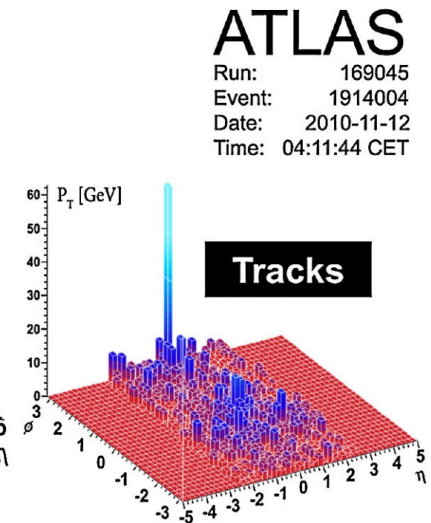 ATLAS
Run: 169045
Event: 1914004
Date: 2010-11-12
Time: 04:11:44 CET
P_T [GeV]
Tracks
60
50
40
30
20
10
0
ϕ
3
2
1
0
-1
-2
-3
-5 -4 -3 -2 -1 0 1 2 3 4 5
η
η